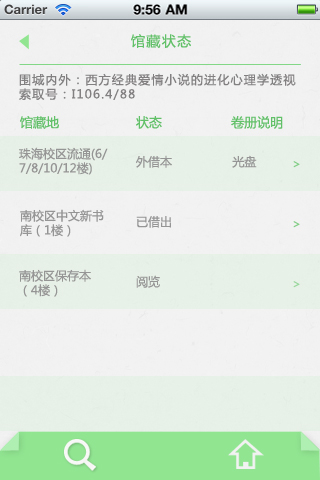 Carrier 9:56 AM
馆藏状态
围城内外：西方经典爱情小说的进化心理学透视
索取号：I106.4/88
馆藏地 状态 卷册说明
珠海校区流通(6/
7/8/10/12楼) 外借本 光盘 >
南校区中文新书
库（1楼） 已借出 >
南校区保存本
（4楼） 阅览 >